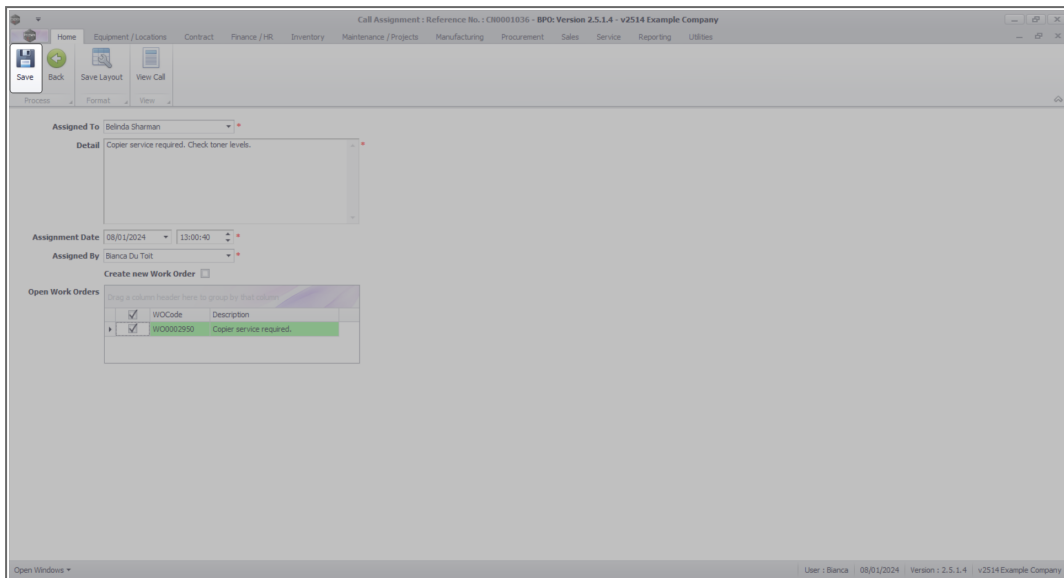 Call Assignment : Reference No. : CN0001036 - BPO: Version 2.5.1.4 - v2514 Example Company
Home Equipment / Locations Contract Finance / HR Inventory Maintenance / Projects Manufacturing Procurement Sales Service Reporting Utilities
Save Back Save Layout View Call
Process Format View
Assigned To Belinda Sharman *
Detail Copier service required. Check toner levels. *
Assignment Date 08/01/2024 13:00:40 *
Assigned By Bianca Du Toit *
Create new Work Order
Open Work Orders Drag a column header here to group by that column
WOCode Description
WO0002950 Copier service required.
Open Windows User : Bianca 08/01/2024 Version : 2.5.1.4 v2514 Example Company